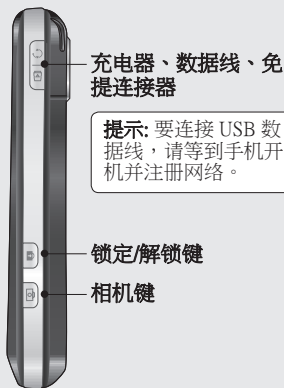 充电器、数据线、免
提连接器
提示: 要连接 USB 数
据线，请等到手机开
机并注册网络。
锁定/解锁键
相机键